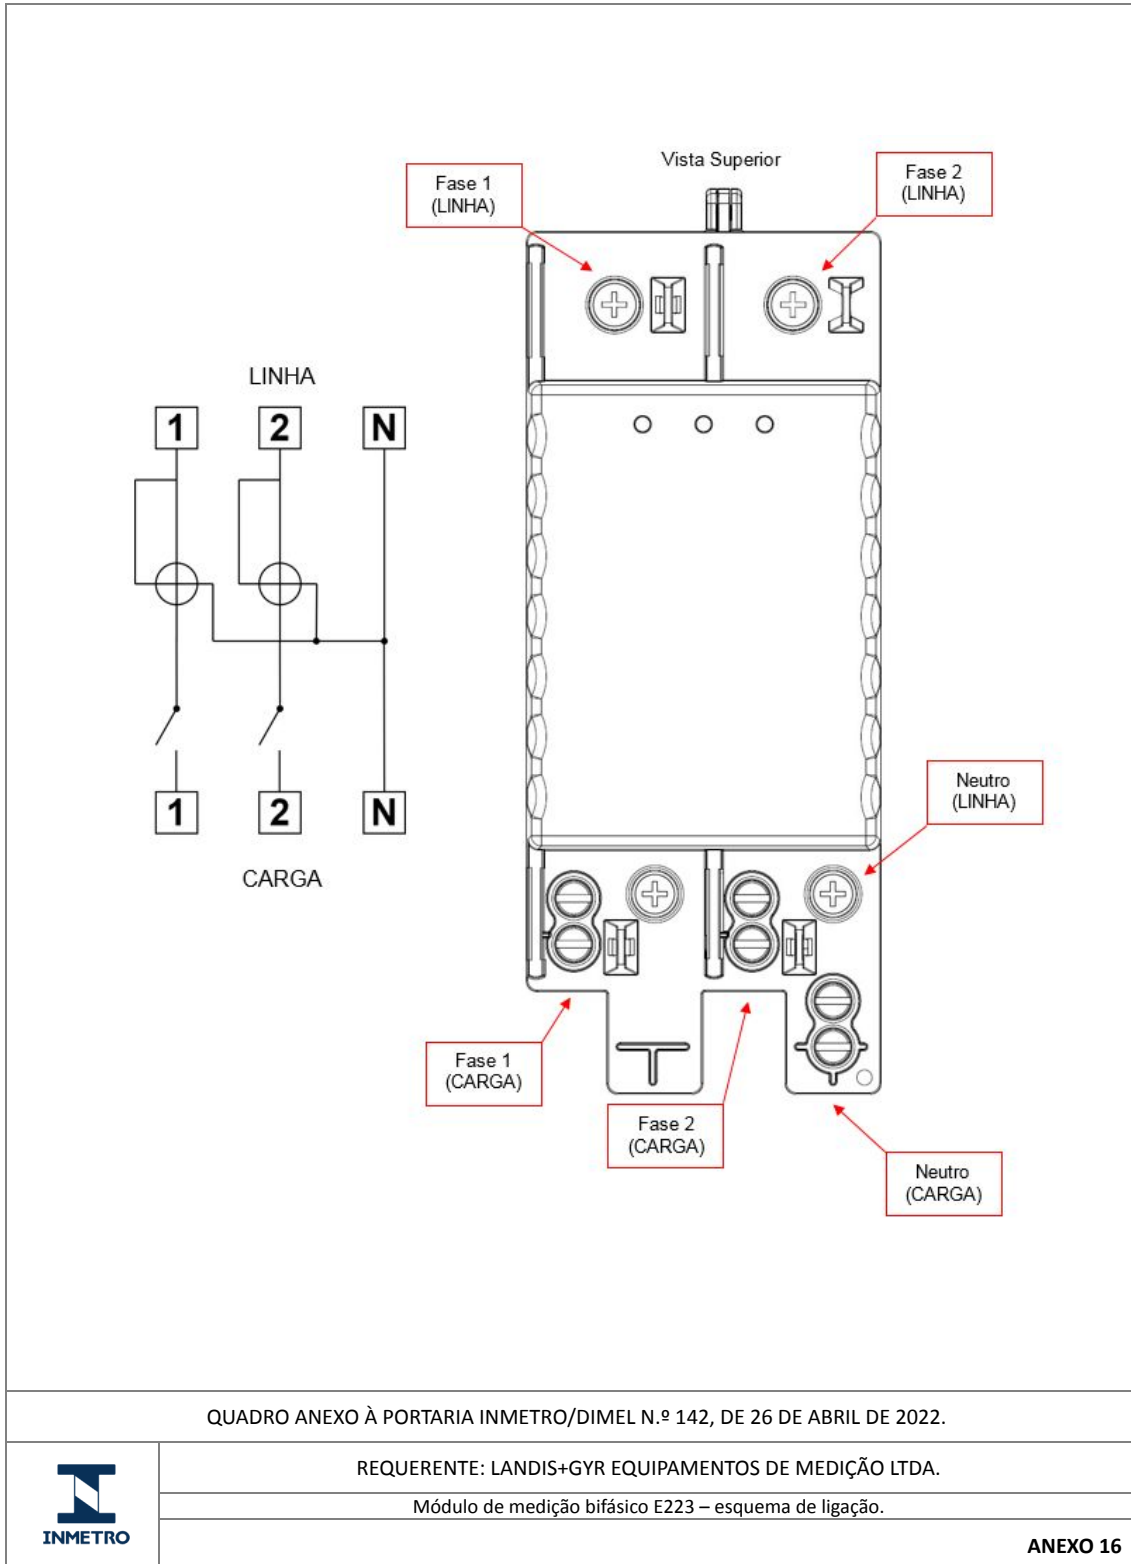 Vista Superior
Fase 1
(LINHA)
Fase 2
(LINHA)
LINHA
1 2 N
1 2 N
CARGA
Neutro
(LINHA)
Fase 1
(CARGA)
Fase 2
(CARGA)
Neutro
(CARGA)
QUADRO ANEXO À PORTARIA INMETRO/DIMEL N.º 142, DE 26 DE ABRIL DE 2022.
REQUERENTE: LANDIS+GYR EQUIPAMENTOS DE MEDIÇÃO LTDA.
Módulo de medição bifásico E223 – esquema de ligação.
INMETRO
ANEXO 16